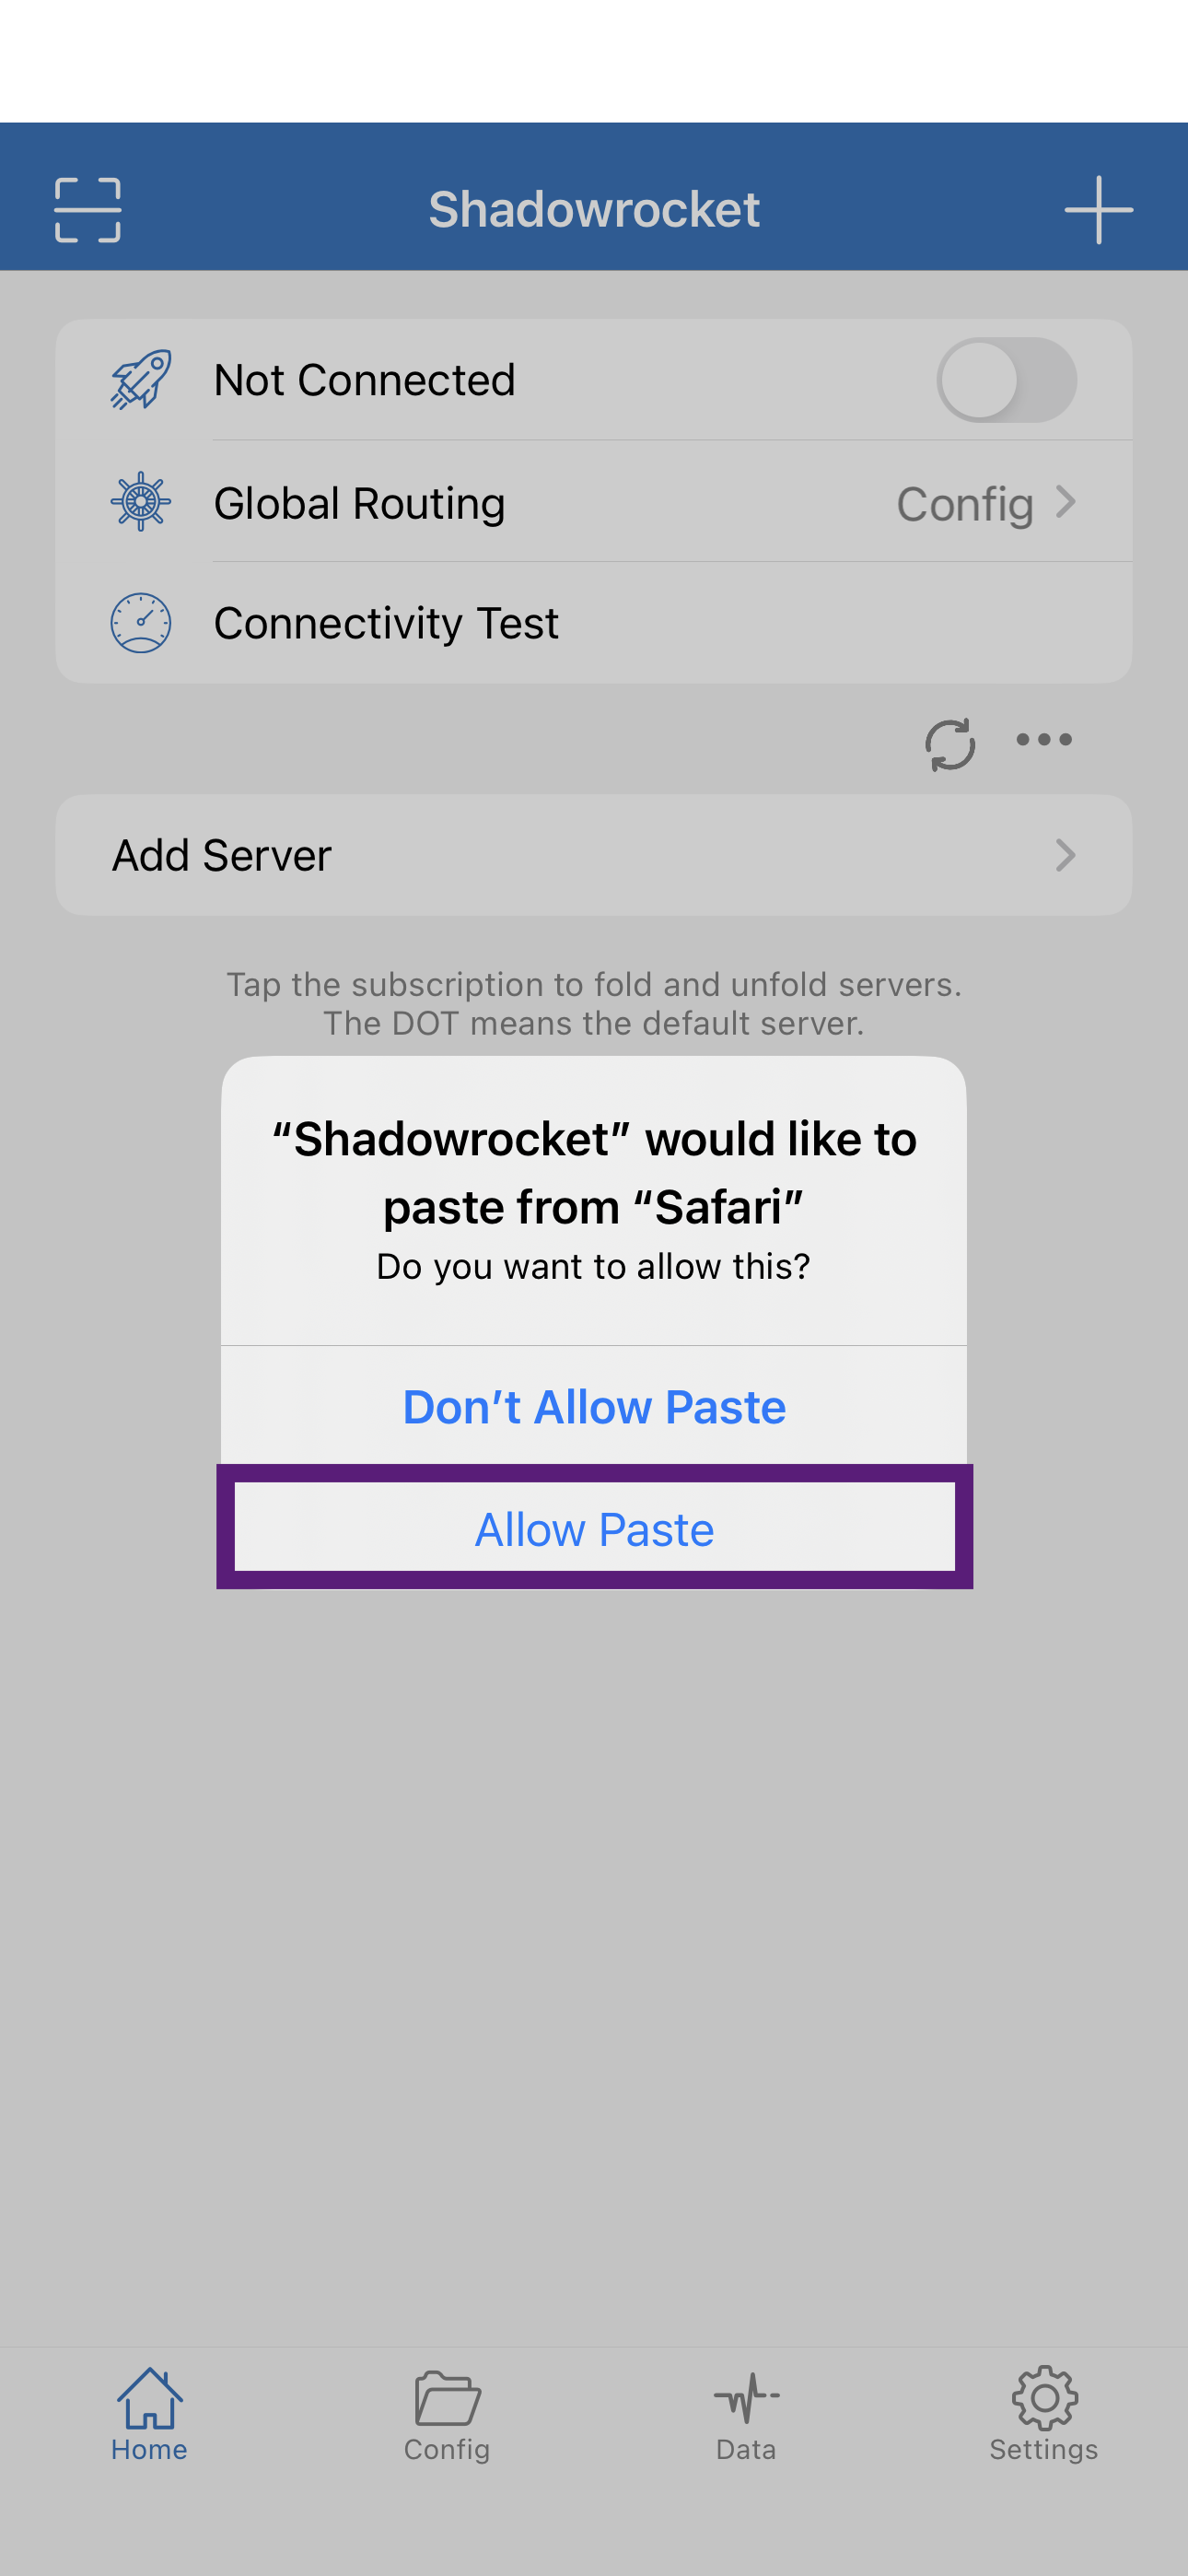 Shadowrocket
Not Connected
Global Routing Config
Connectivity Test
Add Server
Tap the subscription to fold and unfold servers.
The DOT means the default server.
“Shadowrocket” would like to
paste from “Safari”
Do you want to allow this?
Don’t Allow Paste
Allow Paste
Home Config Data Settings